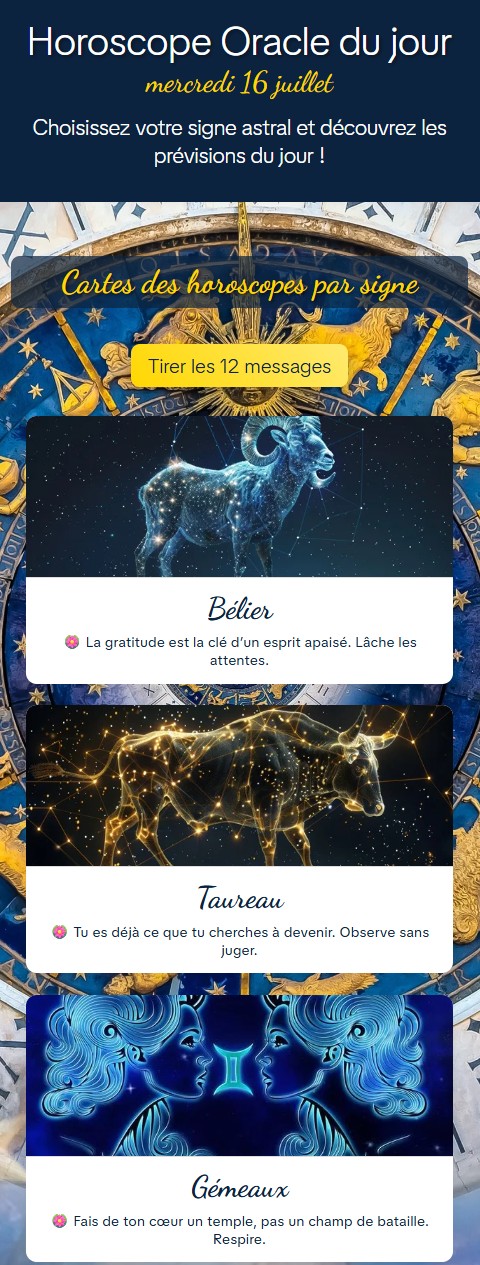 Horoscope Oracle du jour
mercredi 16 juillet
Choisissez votre signe astral et découvrez les
prévisions du jour !
Cartes des horoscopes par signe
Tirer les 12 messages
Bélier
🌸 La gratitude est la clé d’un esprit apaisé. Lâche les
attentes.
Taureau
🌸 Tu es déjà ce que tu cherches à devenir. Observe sans
juger.
Gémeaux
🌸 Fais de ton cœur un temple, pas un champ de bataille.
Respire.